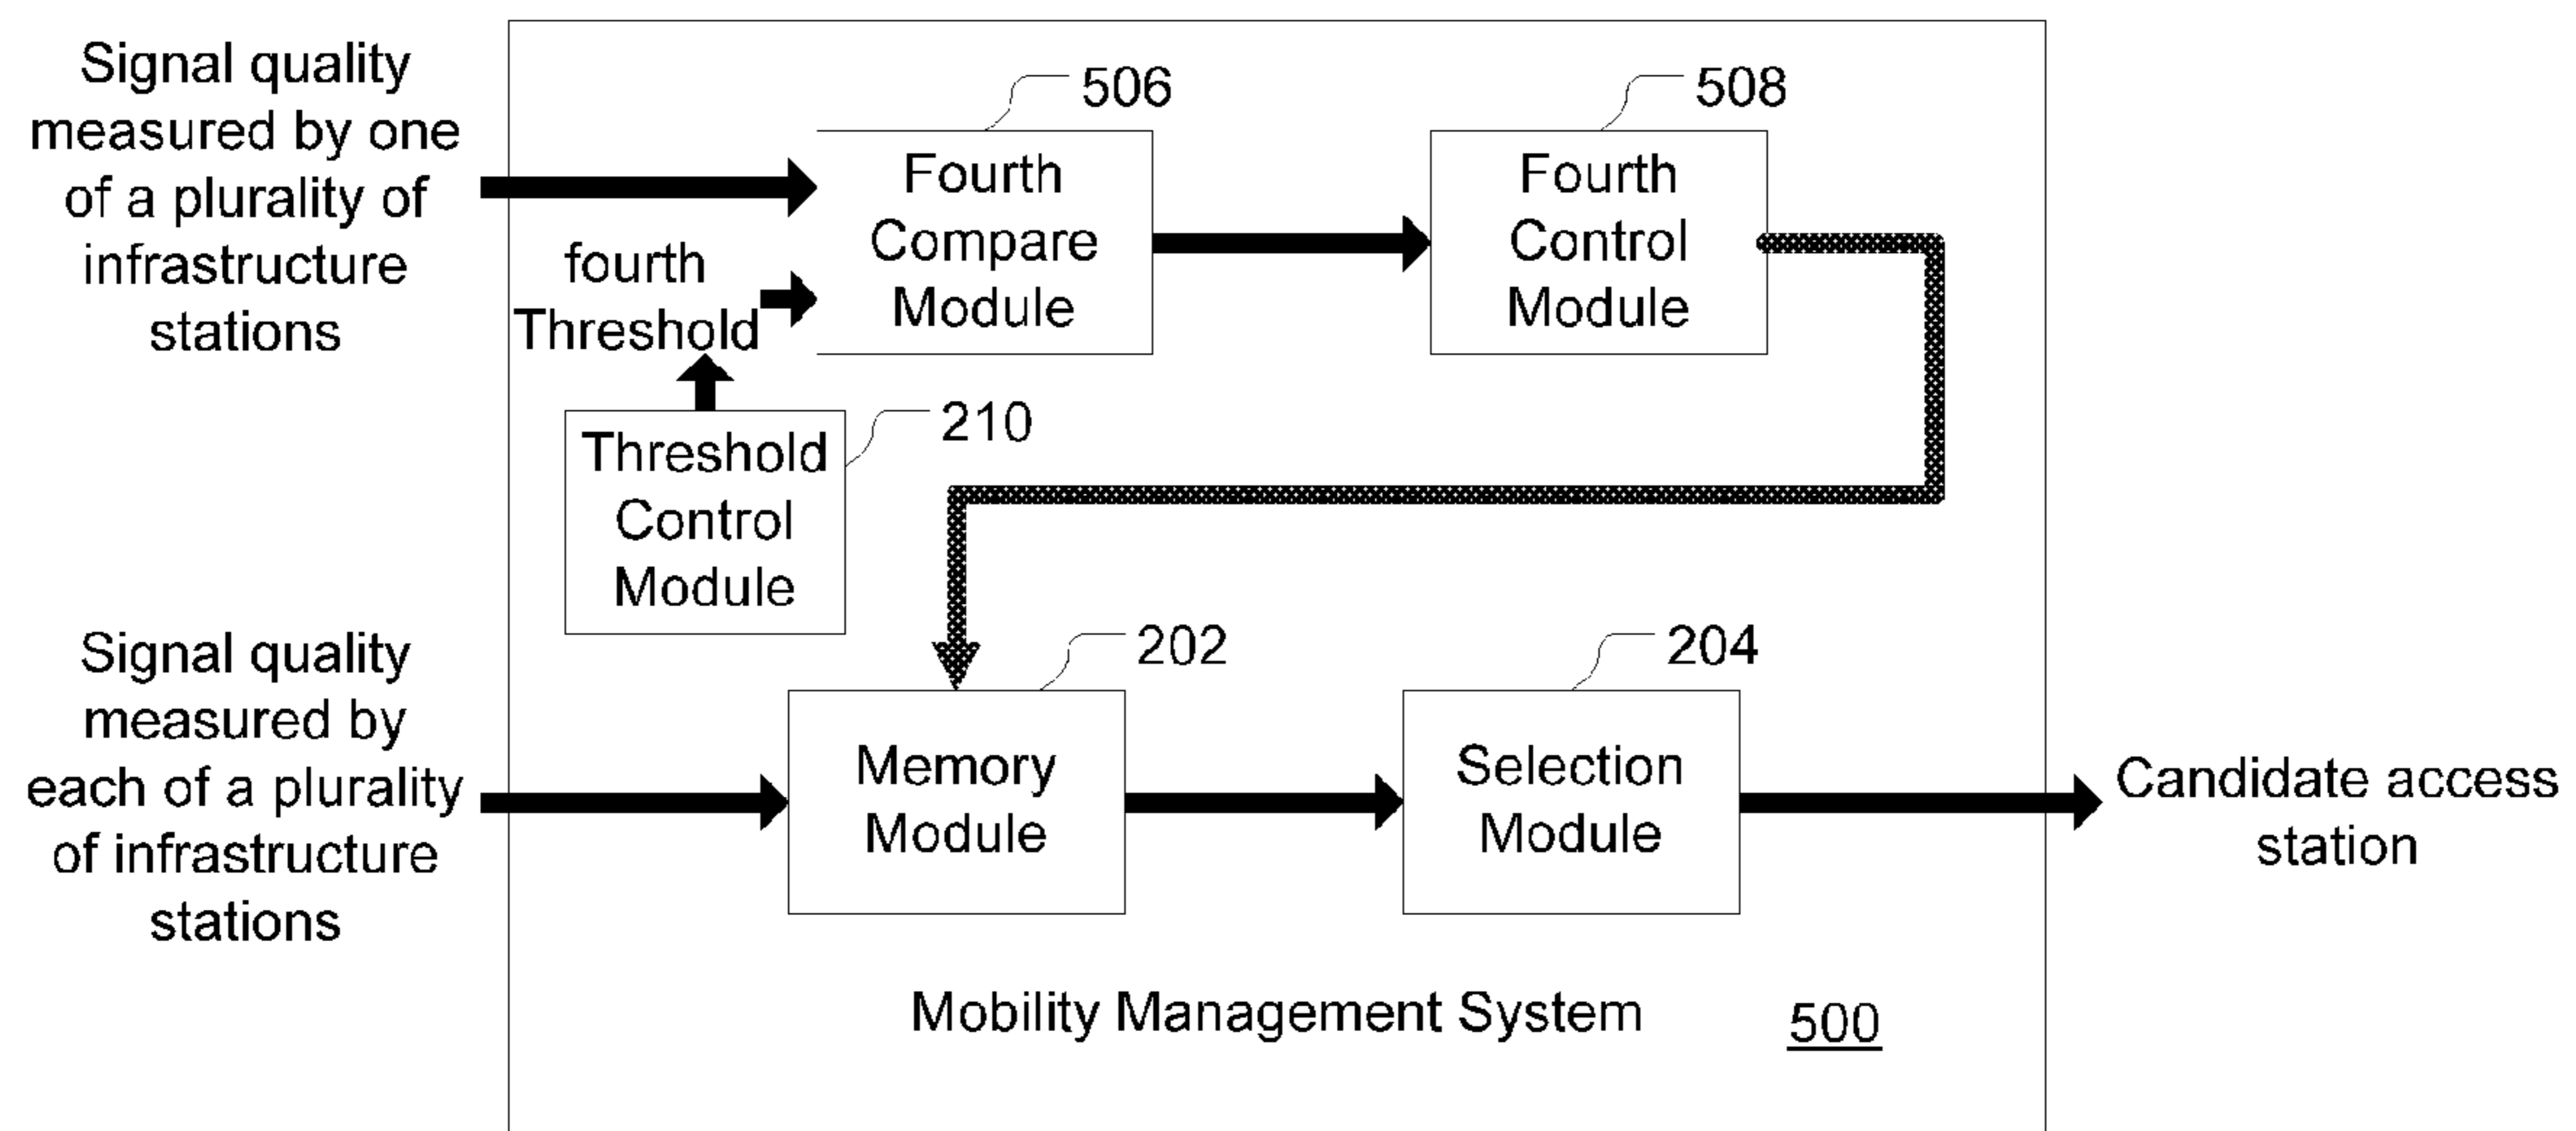 Signal quality
measured by one
of a plurality of
infrastructure
stations
506
Fourth
Compare
Module
508
Fourth
Control
Module
fourth
Threshold
210
Threshold
Control
Module
Signal quality
measured by
each of a plurality
of infrastructure
stations
202
Memory
Module
204
Selection
Module
Candidate access
station
Mobility Management System
500